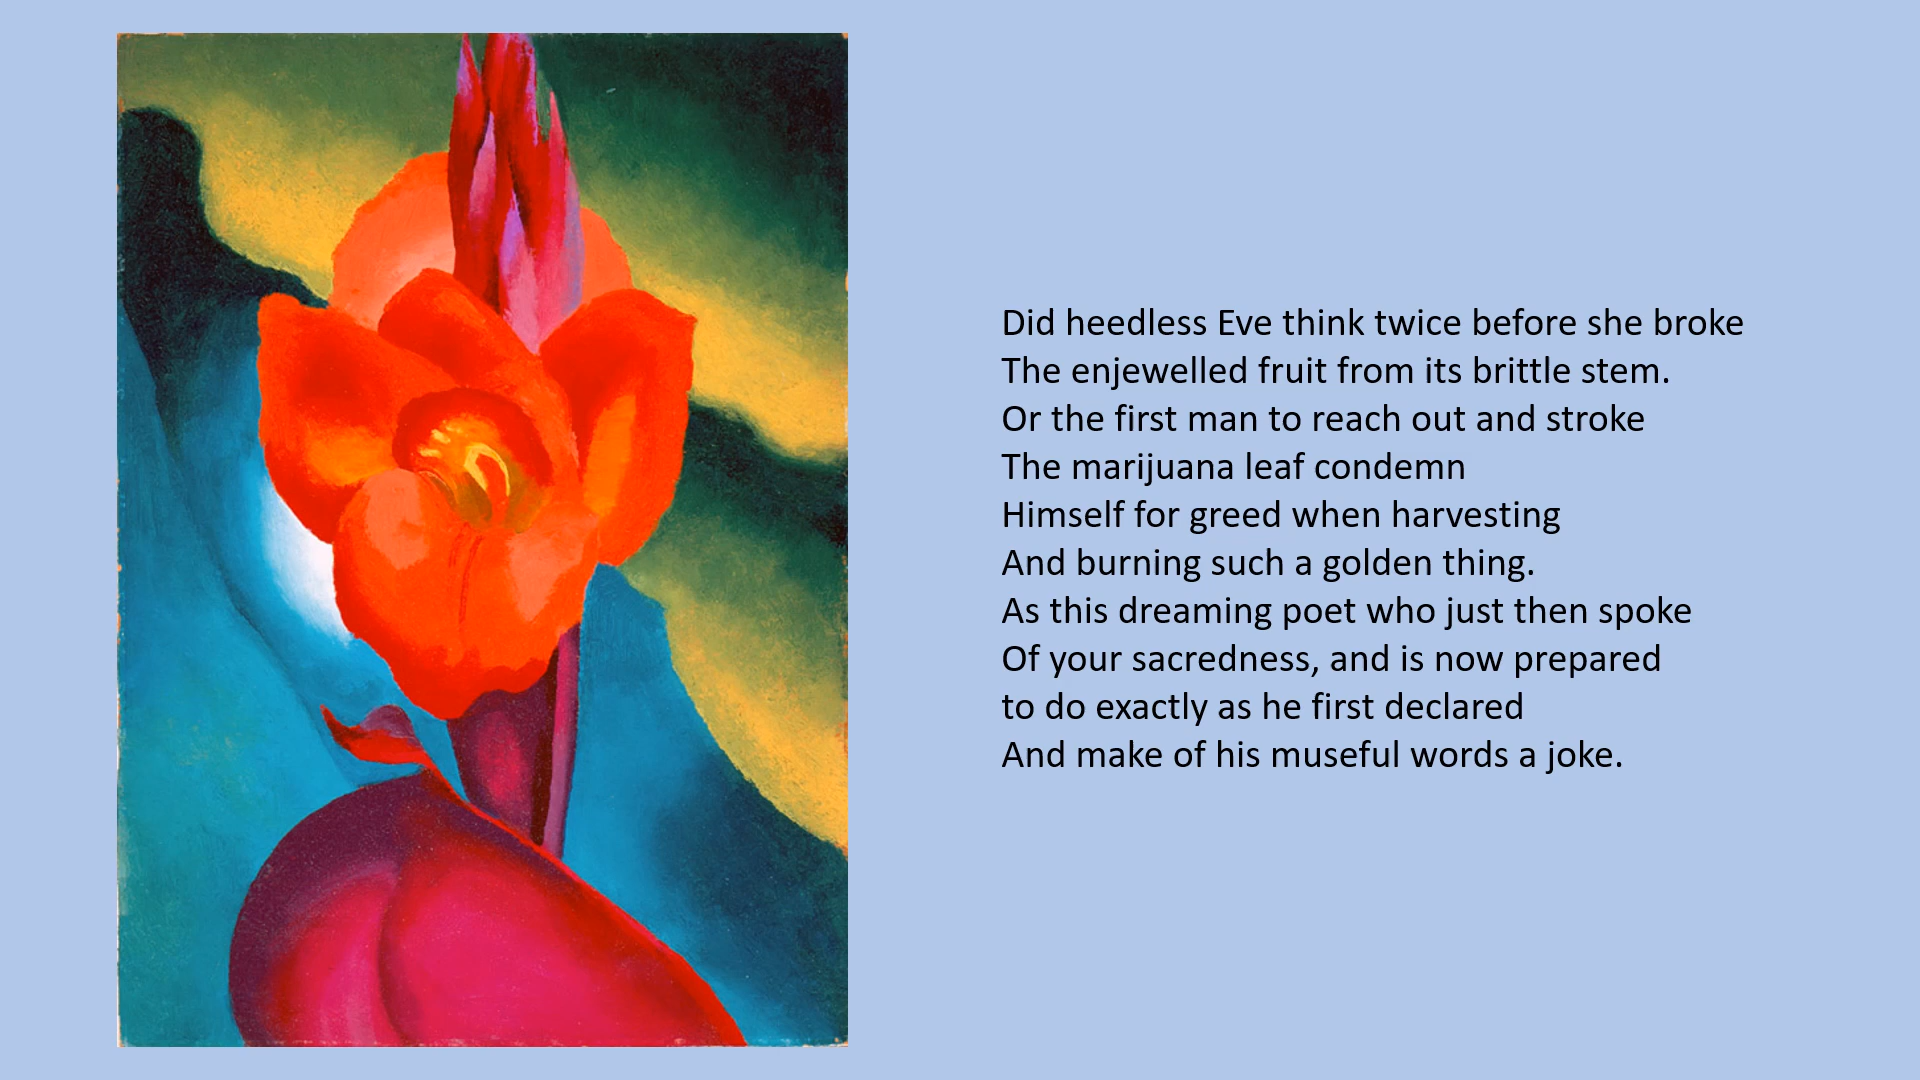 Did heedless Eve think twice before she broke
The enjewelled fruit from its brittle stem.
Or the first man to reach out and stroke
The marijuana leaf condemn
Himself for greed when harvesting
And burning such a golden thing.
As this dreaming poet who just then spoke
Of your sacredness, and is now prepared
to do exactly as he first declared
And make of his museful words a joke.